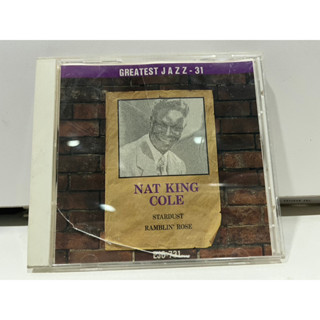 GREATEST JAZZ-31
NAT KING
COLE
STARDUST
RAMBLIN' ROSE